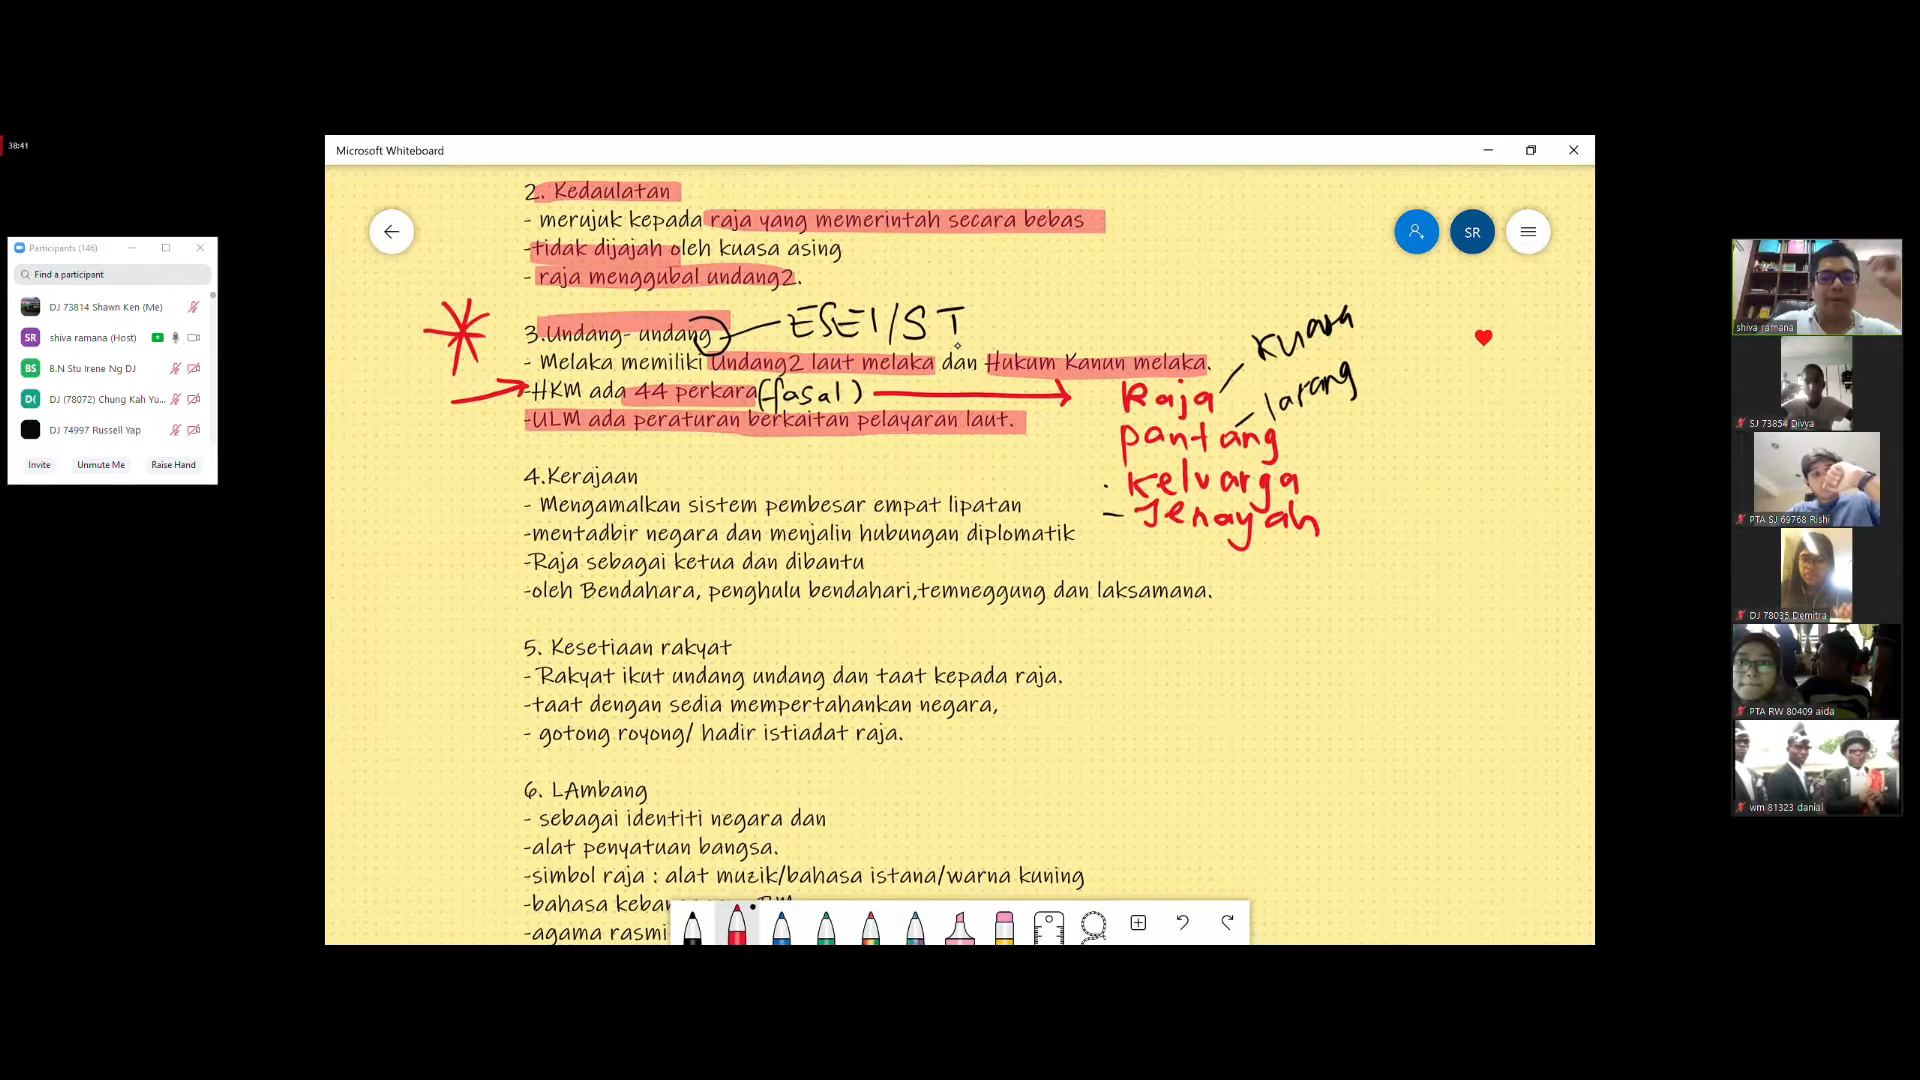 38:41
Microsoft Whiteboard
Participants (146)
Find a participant
DJ 73814 Shawn Ken (Me)
SR shiva ramana (Host)
BS B.N Stu Irene Ng DJ
D( DJ (78072) Chung Kah Yu...
DJ 74997 Russell Yap
Invite Unmute Me Raise Hand
2. Kedaulatan
- merujuk kepada raja yang memerintah secara bebas
-tidak dijajah oleh kuasa asing
- raja menggubal undang2.
3.Undang- undang ESEI/ST
- Melaka memiliki Undang2 laut melaka dan Hukum Kanun melaka.
-HKM ada 44 perkara (fasal)
-ULM ada peraturan berkaitan pelayaran laut.
Raja kuasa
pantang larang
. Keluarga
- Jenayah
4.Kerajaan
- Mengamalkan sistem pembesar empat lipatan
-mentadbir negara dan menjalin hubungan diplomatik
-Raja sebagai ketua dan dibantu
-oleh Bendahara, penghulu bendahari,temneggung dan laksamana.
5. Kesetiaan rakyat
- Rakyat ikut undang undang dan taat kepada raja.
-taat dengan sedia mempertahankan negara,
- gotong royong/ hadir istiadat raja.
6. LAmbang
- sebagai identiti negara dan
-alat penyatuan bangsa.
-simbol raja : alat muzik/bahasa istana/warna kuning
-bahasa
-agama rasmi
SR
shiva ramana
SJ 73854 Divya
PTA SJ 69768 Rishi
DJ 78035 Demitra
PTA RW 80409 aida
wm 81323 danial